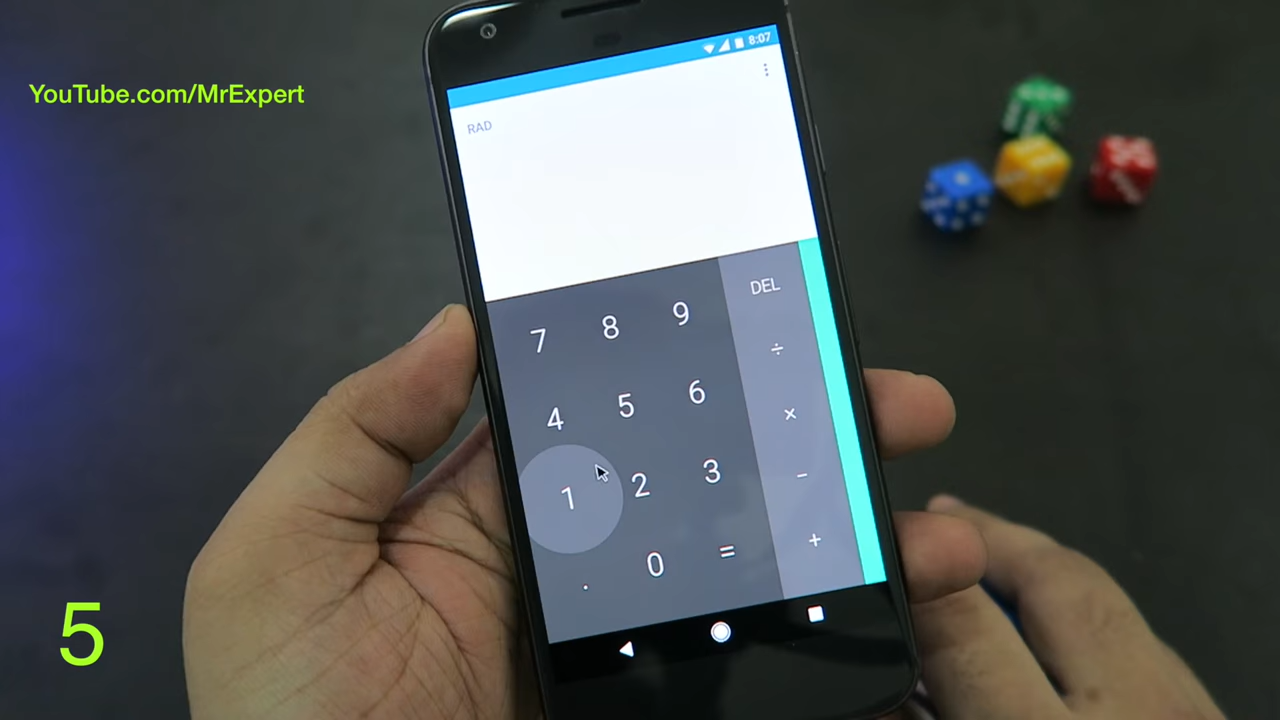 YouTube.com/MrExpert
8:07
RAD
7 8 9 DEL
÷
4 5 6 ×
1 2 3 −
. 0 = +
5